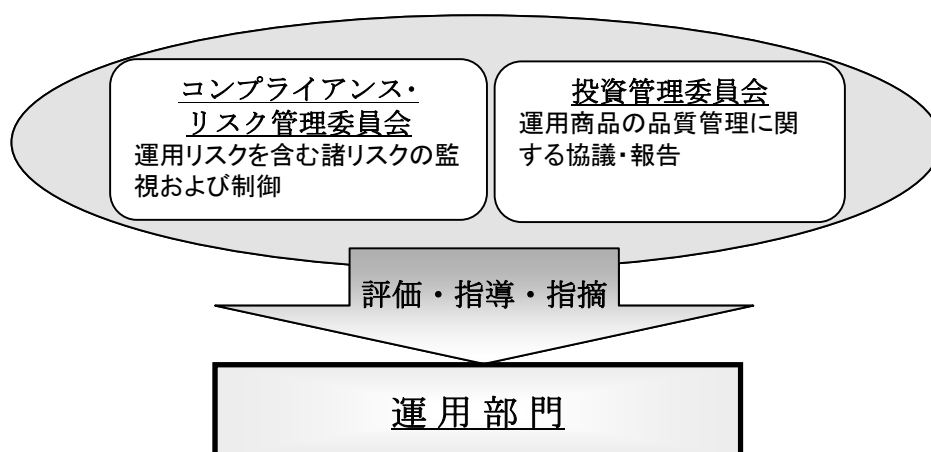 コンプライアンス・
リスク管理委員会
運用リスクを含む諸リスクの監
視および制御
投資管理委員会
運用商品の品質管理に関
する協議・報告
評価・指導・指摘
運用部門